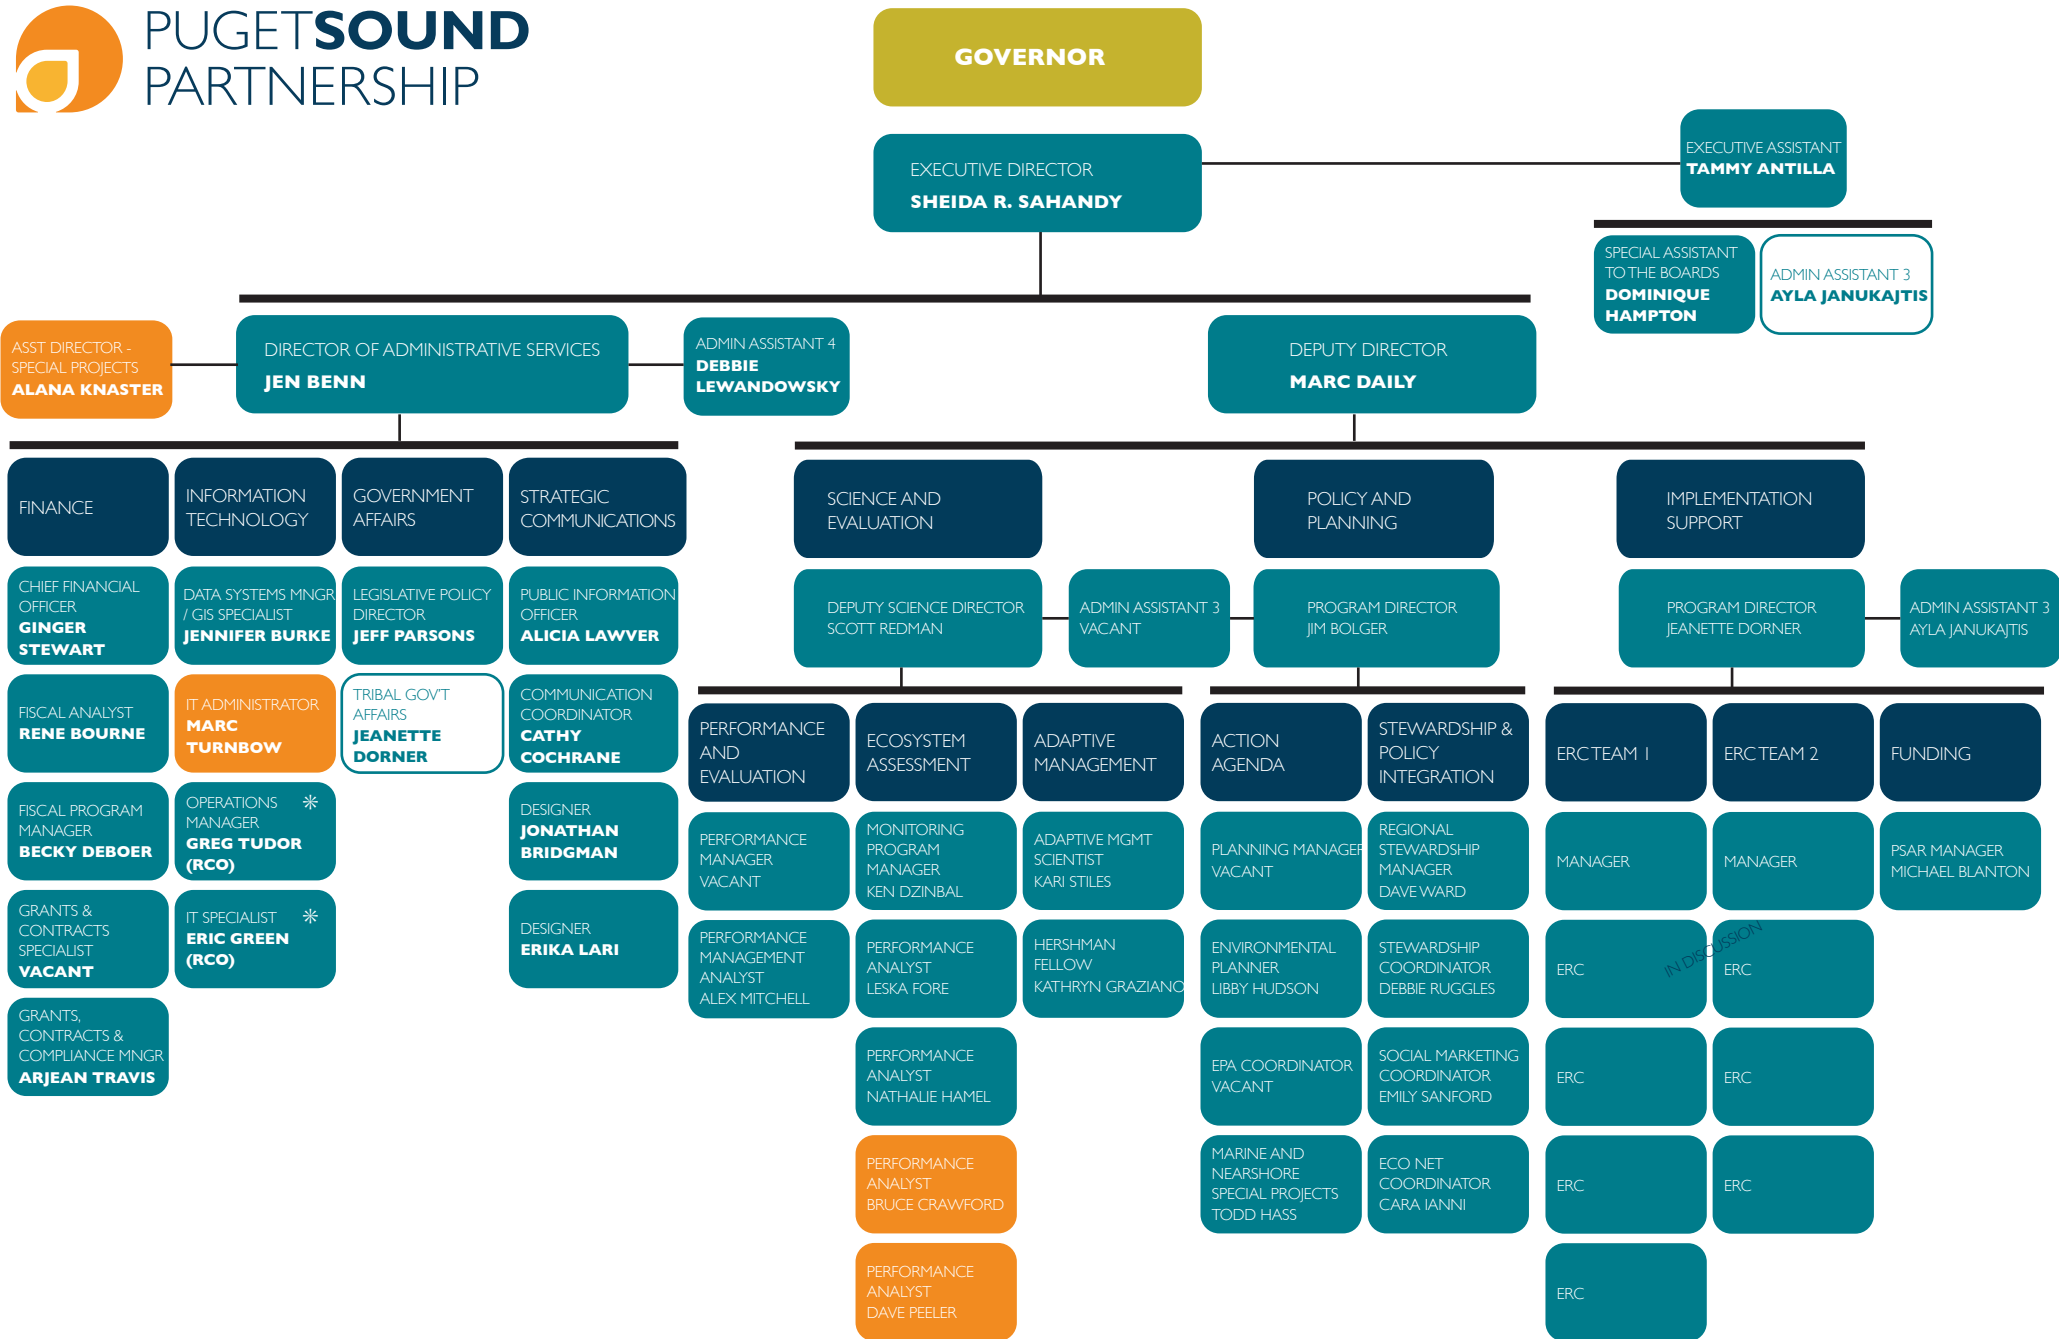 PUGETSOUND
PARTNERSHIP
GOVERNOR
EXECUTIVE DIRECTOR
SHEIDA R. SAHANDY
EXECUTIVE ASSISTANT
TAMMY ANTILLA
SPECIAL ASSISTANT
TO THE BOARDS
DOMINIQUE
HAMPTON
ADMIN ASSISTANT 3
AYLA JANUKAJTIS
ASST DIRECTOR -
SPECIAL PROJECTS
ALANA KNASTER
DIRECTOR OF ADMINISTRATIVE SERVICES
JEN BENN
ADMIN ASSISTANT 4
DEBBIE
LEWANDOWSKY
DEPUTY DIRECTOR
MARC DAILY
FINANCE
CHIEF FINANCIAL
OFFICER
GINGER
STEWART
FISCAL ANALYST
RENE BOURNE
FISCAL PROGRAM
MANAGER
BECKY DEBOER
GRANTS &
CONTRACTS
SPECIALIST
VACANT
GRANTS,
CONTRACTS &
COMPLIANCE MNGR
ARJEAN TRAVIS
INFORMATION
TECHNOLOGY
DATA SYSTEMS MNGR
/ GIS SPECIALIST
JENNIFER BURKE
IT ADMINISTRATOR
MARC
TURNBOW
OPERATIONS
MANAGER
GREG TUDOR
(RCO)
IT SPECIALIST
ERIC GREEN
(RCO)
GOVERNMENT
AFFAIRS
LEGISLATIVE POLICY
DIRECTOR
JEFF PARSONS
TRIBAL GOV'T
AFFAIRS
JEANETTE
DORNER
STRATEGIC
COMMUNICATIONS
PUBLIC INFORMATION
OFFICER
ALICIA LAWVER
COMMUNICATION
COORDINATOR
CATHY
COCHRANE
DESIGNER
JONATHAN
BRIDGMAN
DESIGNER
ERIKA LARI
SCIENCE AND
EVALUATION
DEPUTY SCIENCE DIRECTOR
SCOTT REDMAN
ADMIN ASSISTANT 3
VACANT
POLICY AND
PLANNING
PROGRAM DIRECTOR
JIM BOLGER
IMPLEMENTATION
SUPPORT
PROGRAM DIRECTOR
JEANETTE DORNER
ADMIN ASSISTANT 3
AYLA JANUKAJTIS
PERFORMANCE
AND
EVALUATION
PERFORMANCE
MANAGER
VACANT
PERFORMANCE
MANAGEMENT
ANALYST
ALEX MITCHELL
ECOSYSTEM
ASSESSMENT
MONITORING
PROGRAM
MANAGER
KEN DZINBAL
PERFORMANCE
ANALYST
LESKA FORE
PERFORMANCE
ANALYST
NATHALIE HAMEL
PERFORMANCE
ANALYST
BRUCE CRAWFORD
PERFORMANCE
ANALYST
DAVE PEELER
ADAPTIVE
MANAGEMENT
ADAPTIVE MGMT
SCIENTIST
KARI STILES
HERSHMAN
FELLOW
KATHRYN GRAZIANO
ACTION
AGENDA
PLANNING MANAGER
VACANT
ENVIRONMENTAL
PLANNER
LIBBY HUDSON
EPA COORDINATOR
VACANT
MARINE AND
NEARSHORE
SPECIAL PROJECTS
TODD HASS
STEWARDSHIP &
POLICY
INTEGRATION
REGIONAL
STEWARDSHIP
MANAGER
DAVE WARD
STEWARDSHIP
COORDINATOR
DEBBIE RUGGLES
SOCIAL MARKETING
COORDINATOR
EMILY SANFORD
ECO NET
COORDINATOR
CARA IANNI
ERC TEAM 1
MANAGER
ERC
ERC
ERC
ERC
IN DISCUSSION
ERC TEAM 2
MANAGER
ERC
ERC
ERC
FUNDING
PSAR MANAGER
MICHAEL BLANTON